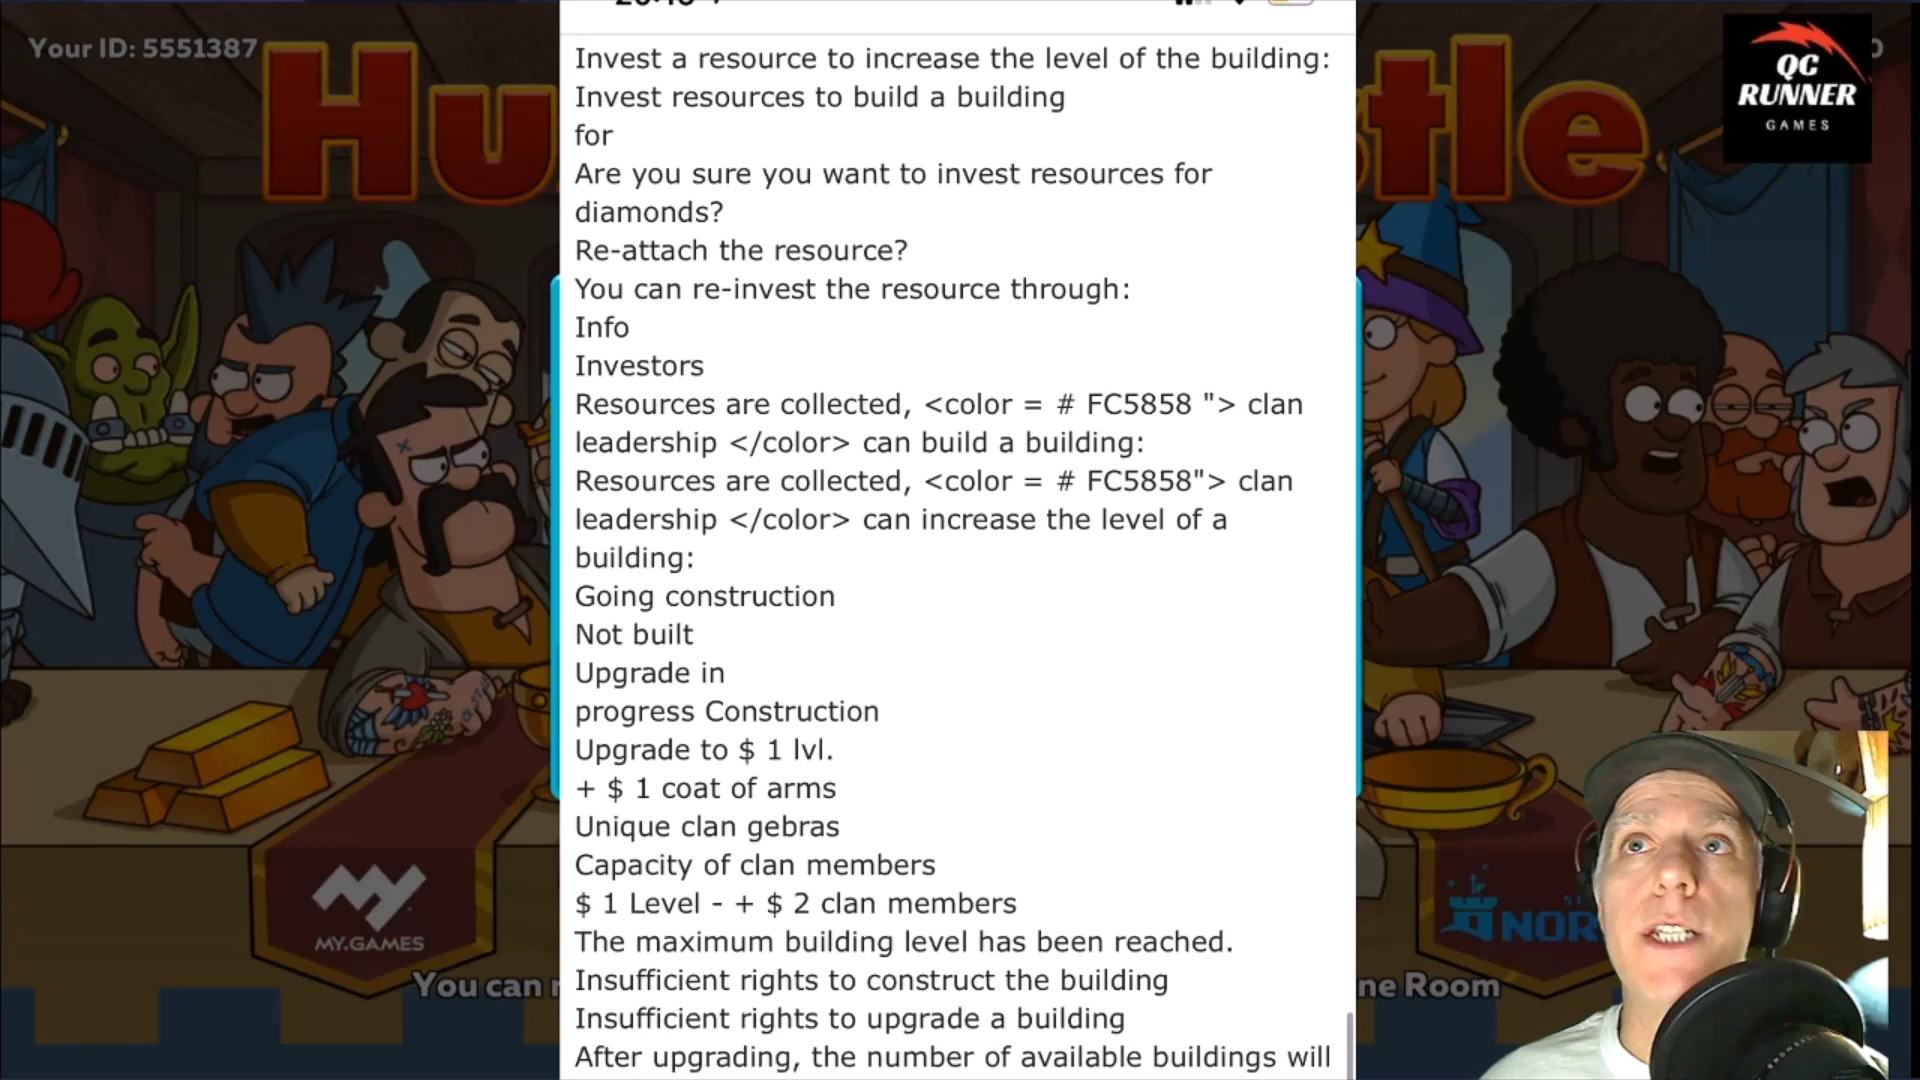 Your ID: 5551387
Hu
stle
QC
RUNNER
GAMES
Invest a resource to increase the level of the building:
Invest resources to build a building
for
Are you sure you want to invest resources for
diamonds?
Re-attach the resource?
You can re-invest the resource through:
Info
Investors
Resources are collected, <color = # FC5858 "> clan
leadership </color> can build a building:
Resources are collected, <color = # FC5858"> clan
leadership </color> can increase the level of a
building:
Going construction
Not built
Upgrade in
progress Construction
Upgrade to $ 1 lvl.
+ $ 1 coat of arms
Unique clan gebras
Capacity of clan members
$ 1 Level - + $ 2 clan members
The maximum building level has been reached.
Insufficient rights to construct the building
Insufficient rights to upgrade a building
After upgrading, the number of available buildings will
MY.GAMES
NOR
You can
ne Room